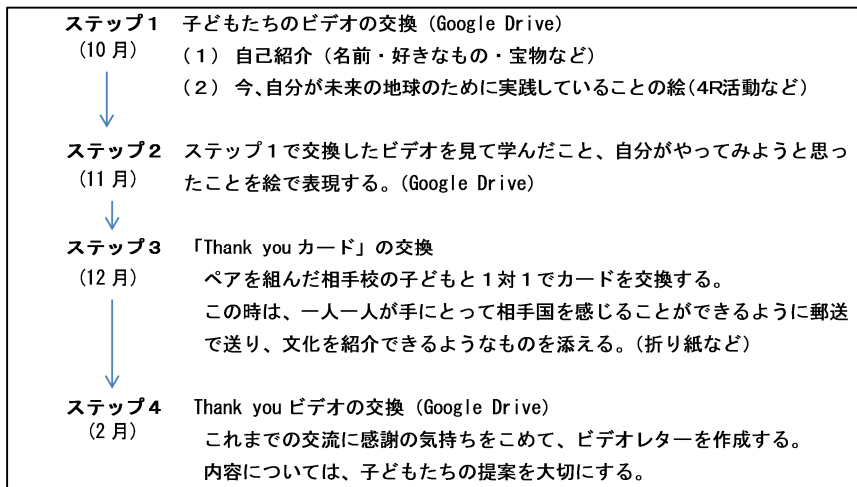 ステップ1 子どもたちのビデオの交換 (Google Drive)
(10月) (1) 自己紹介(名前・好きなもの・宝物など)
(2) 今、自分が未来の地球のために実践していることの絵(4R活動など)
ステップ2 ステップ1で交換したビデオを見て学んだこと、自分がやってみようと思っ
(11月) たことを絵で表現する。(Google Drive)
ステップ3 「Thank you カード」の交換
(12月) ペアを組んだ相手校の子どもと1対1でカードを交換する。
この時は、一人一人が手にとって相手国を感じることができるように郵送
で送り、文化を紹介できるようなものを添える。(折り紙など)
ステップ4 Thank you ビデオの交換 (Google Drive)
(2月) これまでの交流に感謝の気持ちをこめて、ビデオレターを作成する。
内容については、子どもたちの提案を大切にする。